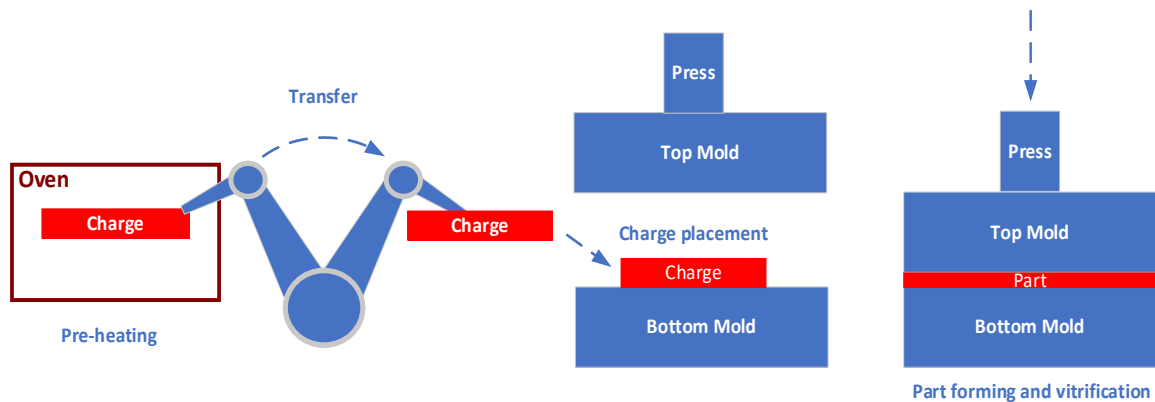 Oven
Charge
Pre-heating
Transfer
Charge
Press
Top Mold
Charge placement
Charge
Bottom Mold
Press
Top Mold
Part
Bottom Mold
Part forming and vitrification